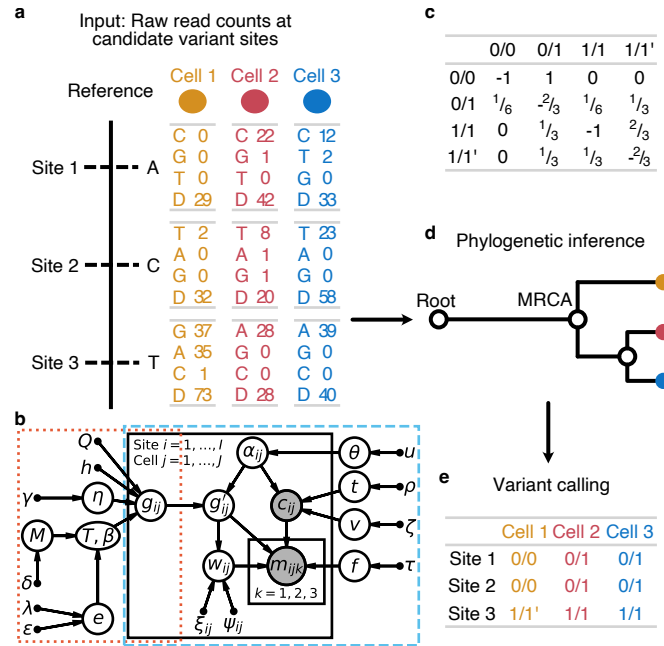 a
Input: Raw read counts at
candidate variant sites
Reference
Cell 1 Cell 2 Cell 3
Site 1 A
C 0 C 22 C 12
G 0 G 1 T 2
T 0 T 0 G 0
D 29 D 42 D 33
Site 2 C
T 2 T 8 T 23
A 0 A 1 A 0
G 0 G 1 G 0
D 32 D 20 D 58
Site 3 T
G 37 A 28 A 39
A 35 G 0 G 0
C 1 C 0 C 0
D 73 D 28 D 40
b
Q
h
γ η
M T, β
δ
λ
ε e
Site i = 1, ..., I
Cell j = 1, ..., J
g_ij g'_ij α_ij c_ij
w_ij m_ijk
k = 1, 2, 3
ξ_ij ψ_ij
θ u
t ρ
v ζ
f τ
c
0/0 0/1 1/1 1/1'
0/0 -1 1 0 0
0/1 1/6 -2/3 1/6 1/3
1/1 0 1/3 -1 2/3
1/1' 0 1/3 1/3 -2/3
d
Phylogenetic inference
Root MRCA
e
Variant calling
Cell 1 Cell 2 Cell 3
Site 1 0/0 0/1 0/1
Site 2 0/0 0/1 0/1
Site 3 1/1' 1/1 1/1